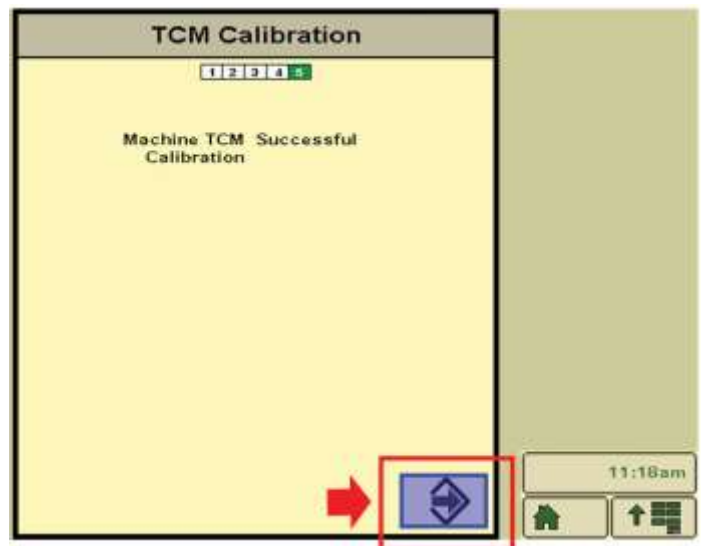 TCM Calibration
1 2 3 4 5
Machine TCM Successful
Calibration
11:18am